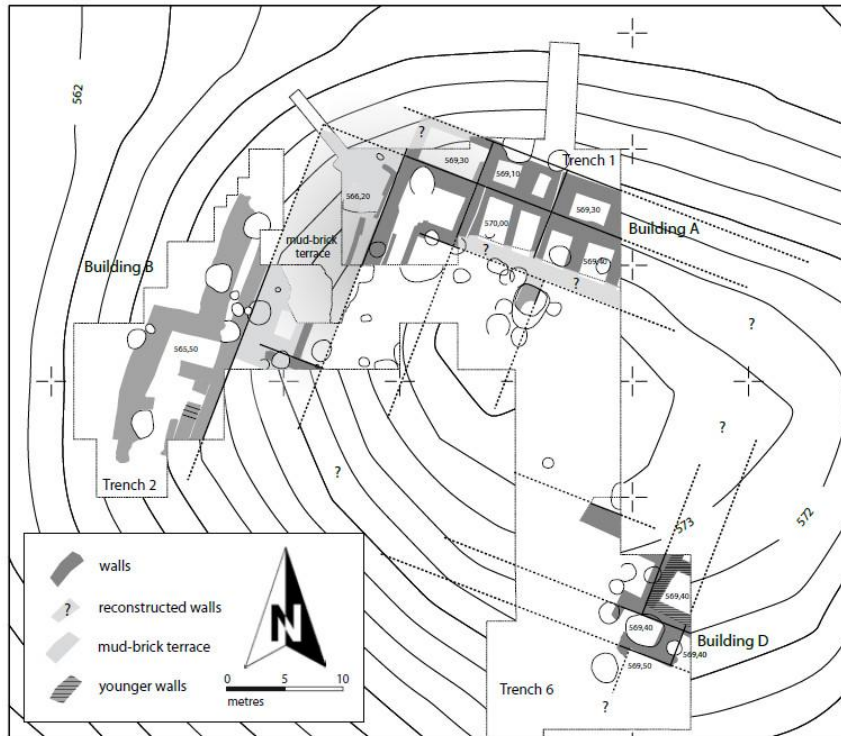 562
?
Trench 1
569,30
569,10
566,20
569,30
570,00
Building A
mud-brick
terrace
?
569,40
Building B
?
?
565,50
?
Trench 2
?
573
572
569,40
569,40
Building D
569,40
569,50
Trench 6
?
walls
? reconstructed walls
mud-brick terrace
younger walls
N
0 5 10
metres